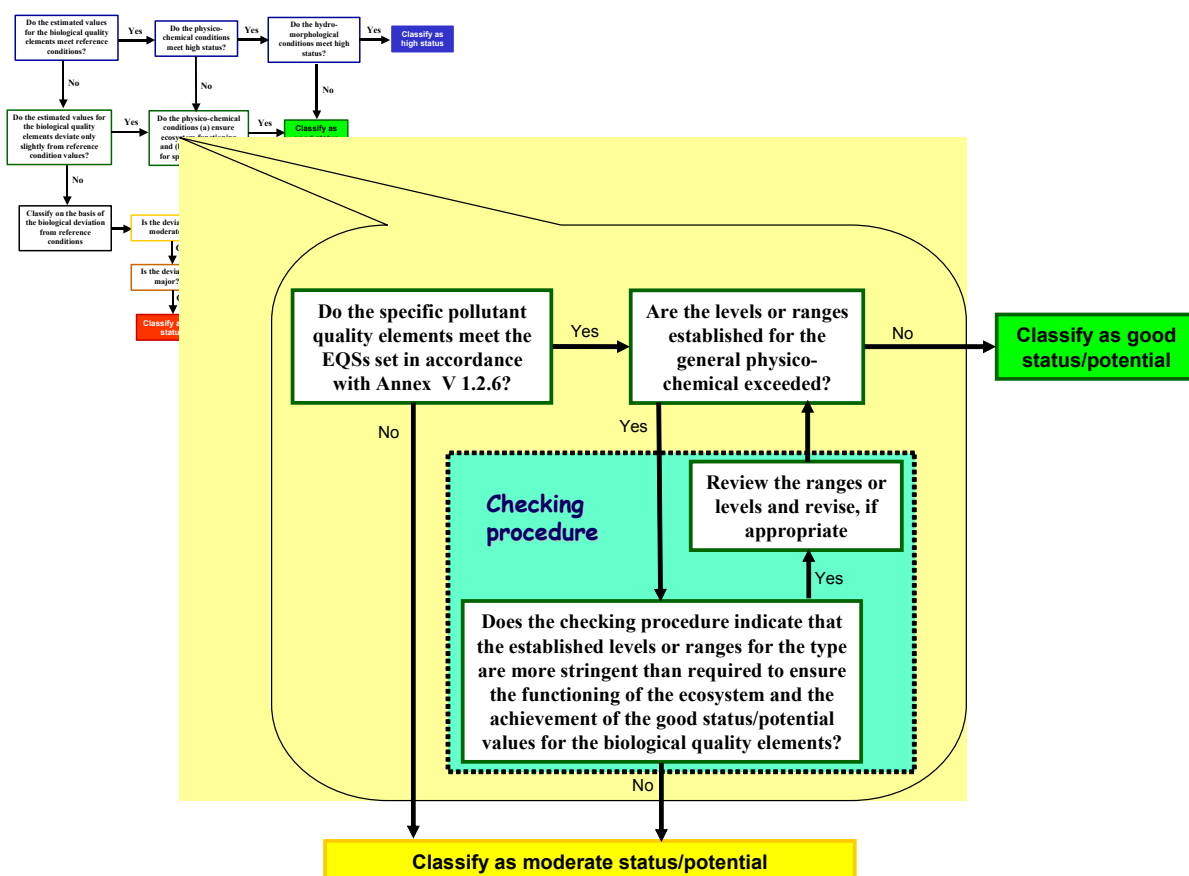 Do the estimated values
for the biological quality
elements meet reference
conditions?
Yes
Do the physico-
chemical conditions
meet high status?
Yes
Do the hydro-
morphological
conditions meet high
status?
Yes
Classify as
high status
No
No
No
Do the estimated values for
the biological quality
elements deviate only
slightly from reference
condition values?
Yes
Do the physico-chemical
conditions (a) ensure
ecosystem functioning
and (b
for sp
Yes
Classify as
good status
No
Classify on the basis of
the biological deviation
from reference
conditions
Is the devia
moderate
Is the devia
major?
Classify a
statu
Do the specific pollutant
quality elements meet the
EQSs set in accordance
with Annex V 1.2.6?
Yes
Are the levels or ranges
established for the
general physico-
chemical exceeded?
No
Classify as good
status/potential
No
Yes
Checking
procedure
Review the ranges or
levels and revise, if
appropriate
Yes
Does the checking procedure indicate that
the established levels or ranges for the type
are more stringent than required to ensure
the functioning of the ecosystem and the
achievement of the good status/potential
values for the biological quality elements?
No
Classify as moderate status/potential